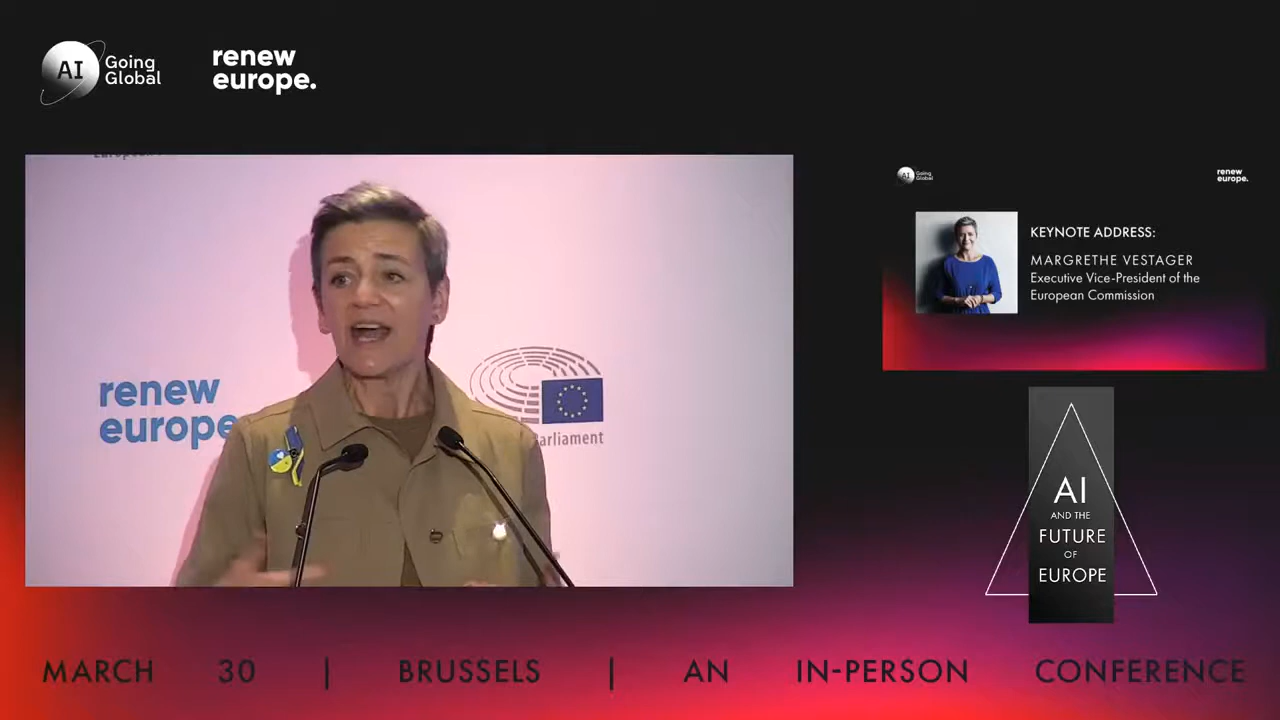 AI
Going
Global
renew
europe.
renew
europe
Parliament
AI
Going
Global
renew
europe.
KEYNOTE ADDRESS:
MARGRETHE VESTAGER
Executive Vice-President of the
European Commission
AI
AND THE
FUTURE
OF
EUROPE
MARCH 30 | BRUSSELS | AN IN-PERSON CONFERENCE